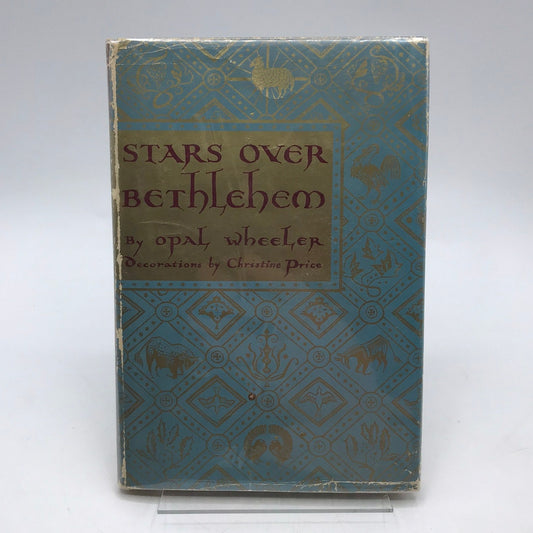 STARS OVER
BEThlehem
By opal wheeler
Decorations by Christine Price